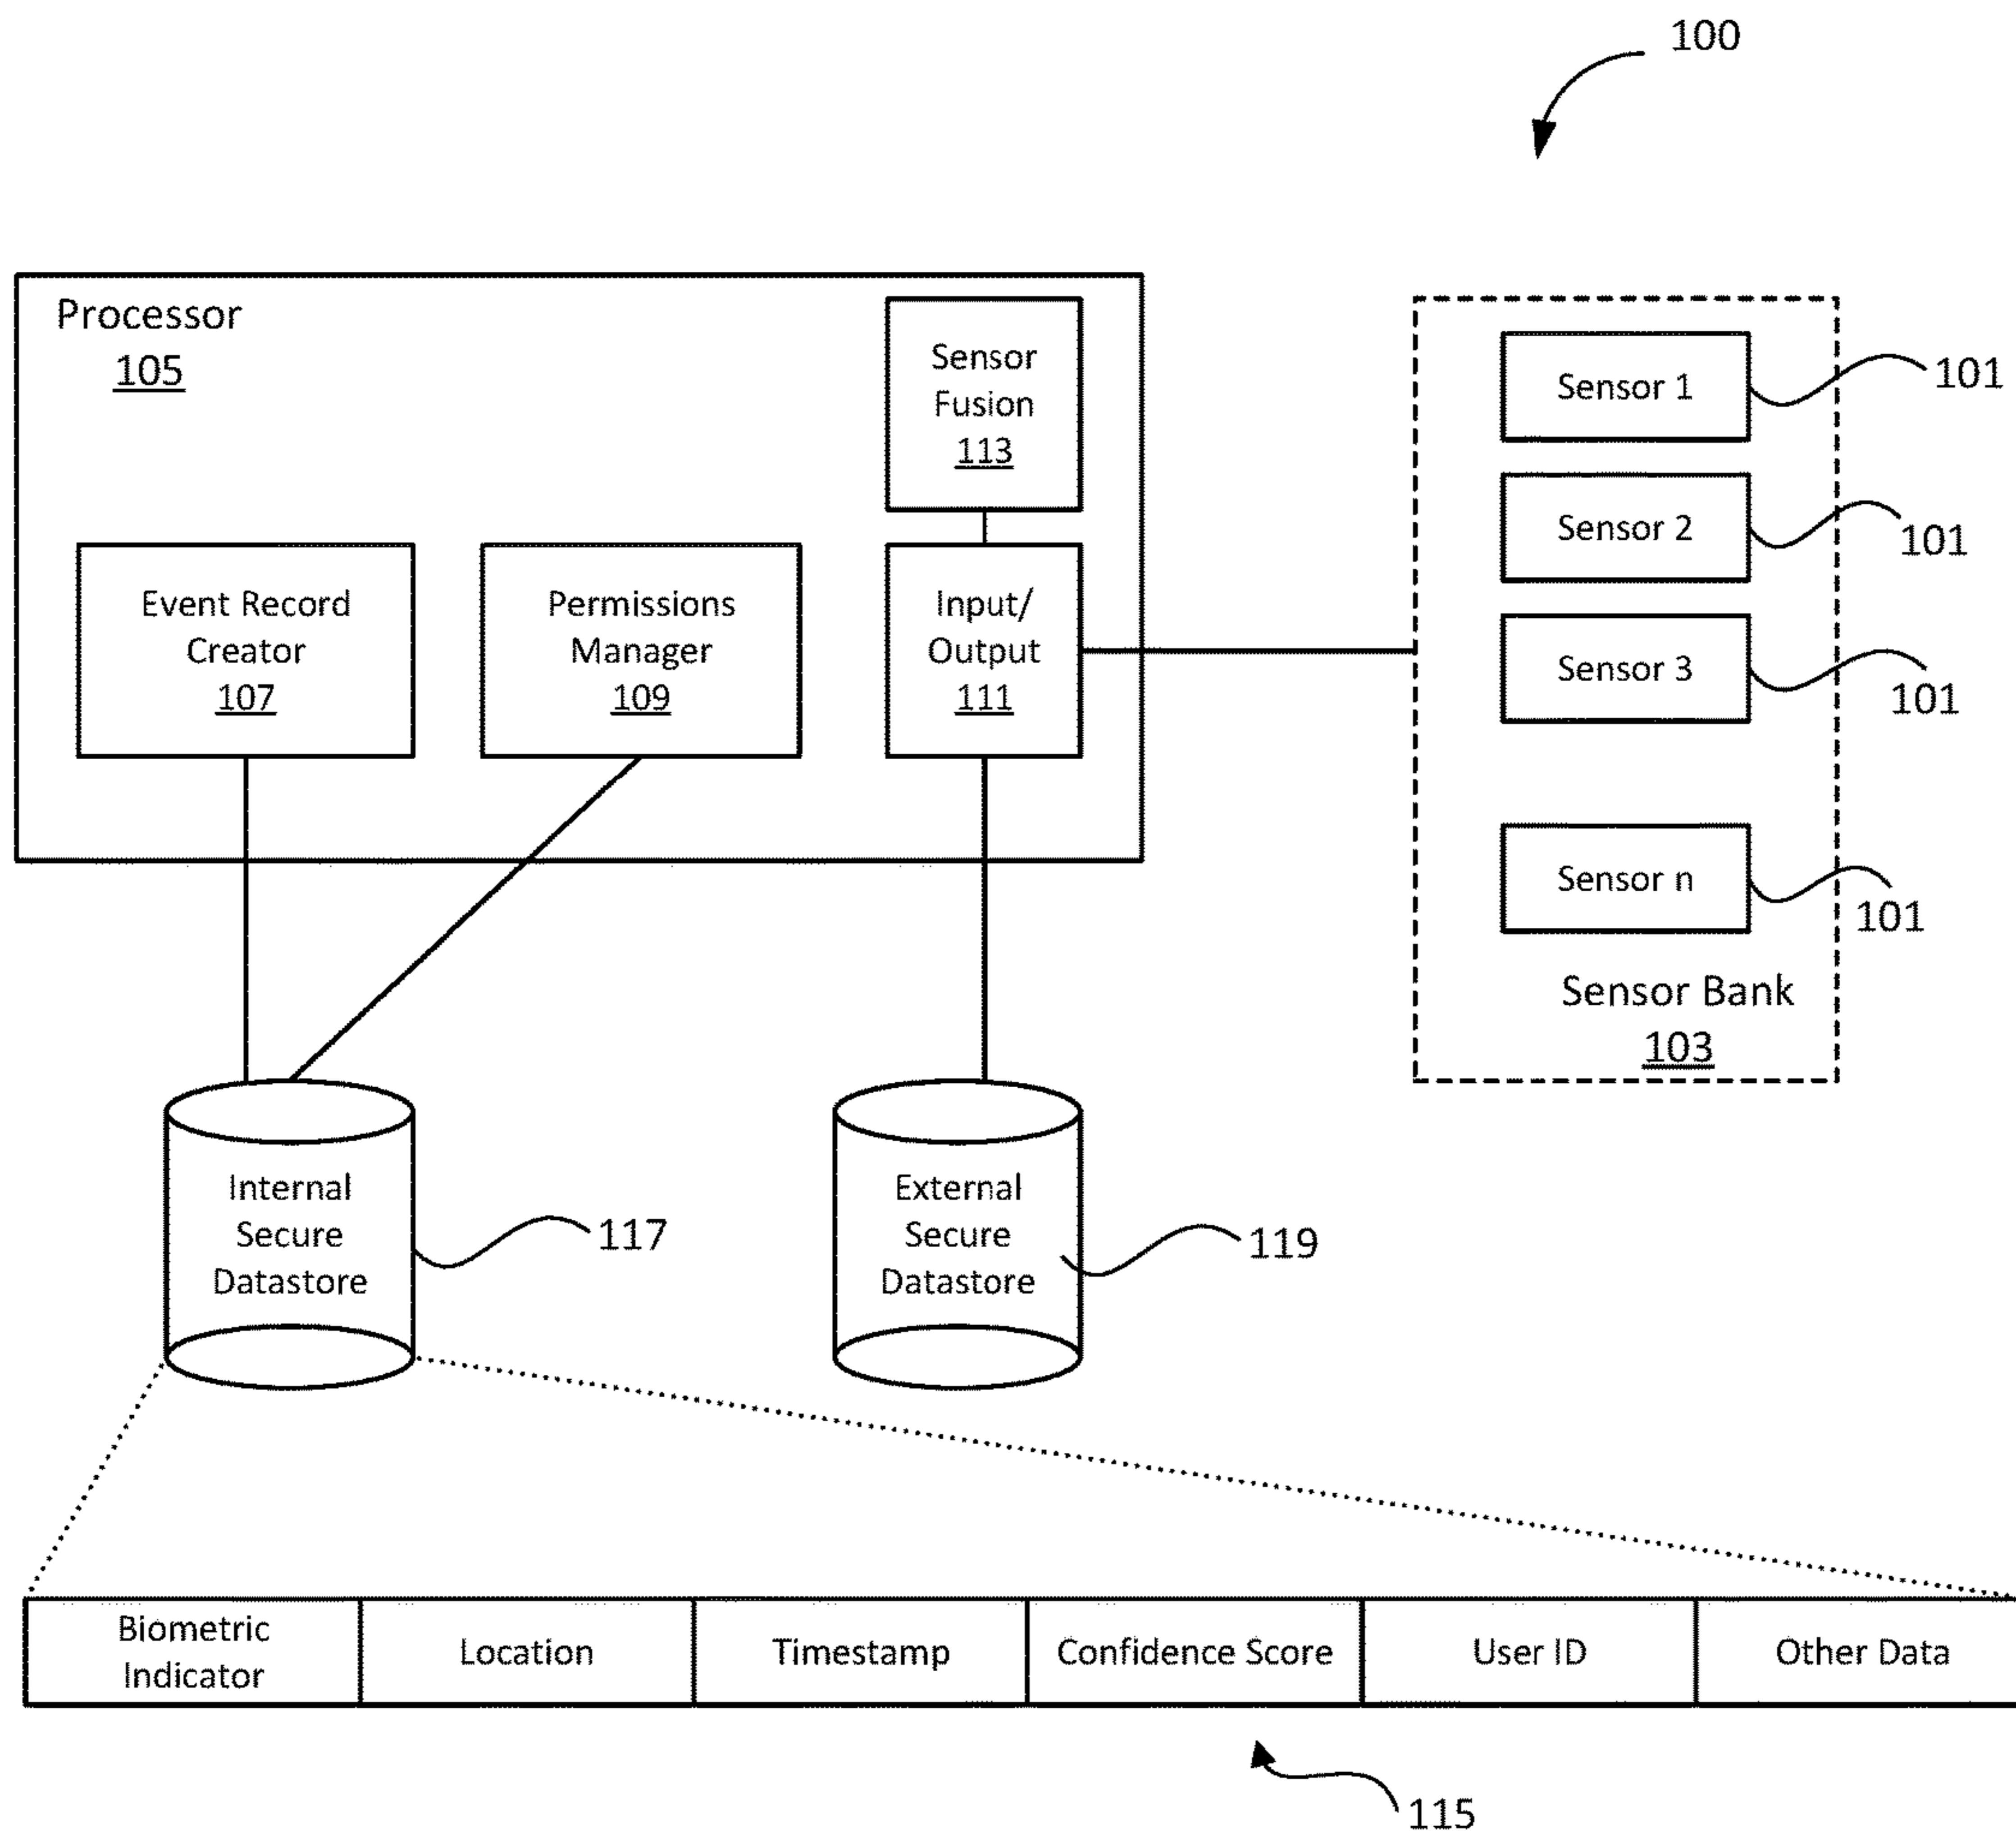 100
Processor
105
Sensor
Fusion
113
Event Record
Creator
107
Permissions
Manager
109
Input/
Output
111
Sensor 1
101
Sensor 2
101
Sensor 3
101
Sensor n
101
Sensor Bank
103
Internal
Secure
Datastore
117
External
Secure
Datastore
119
Biometric
Indicator
Location
Timestamp
Confidence Score
User ID
Other Data
115